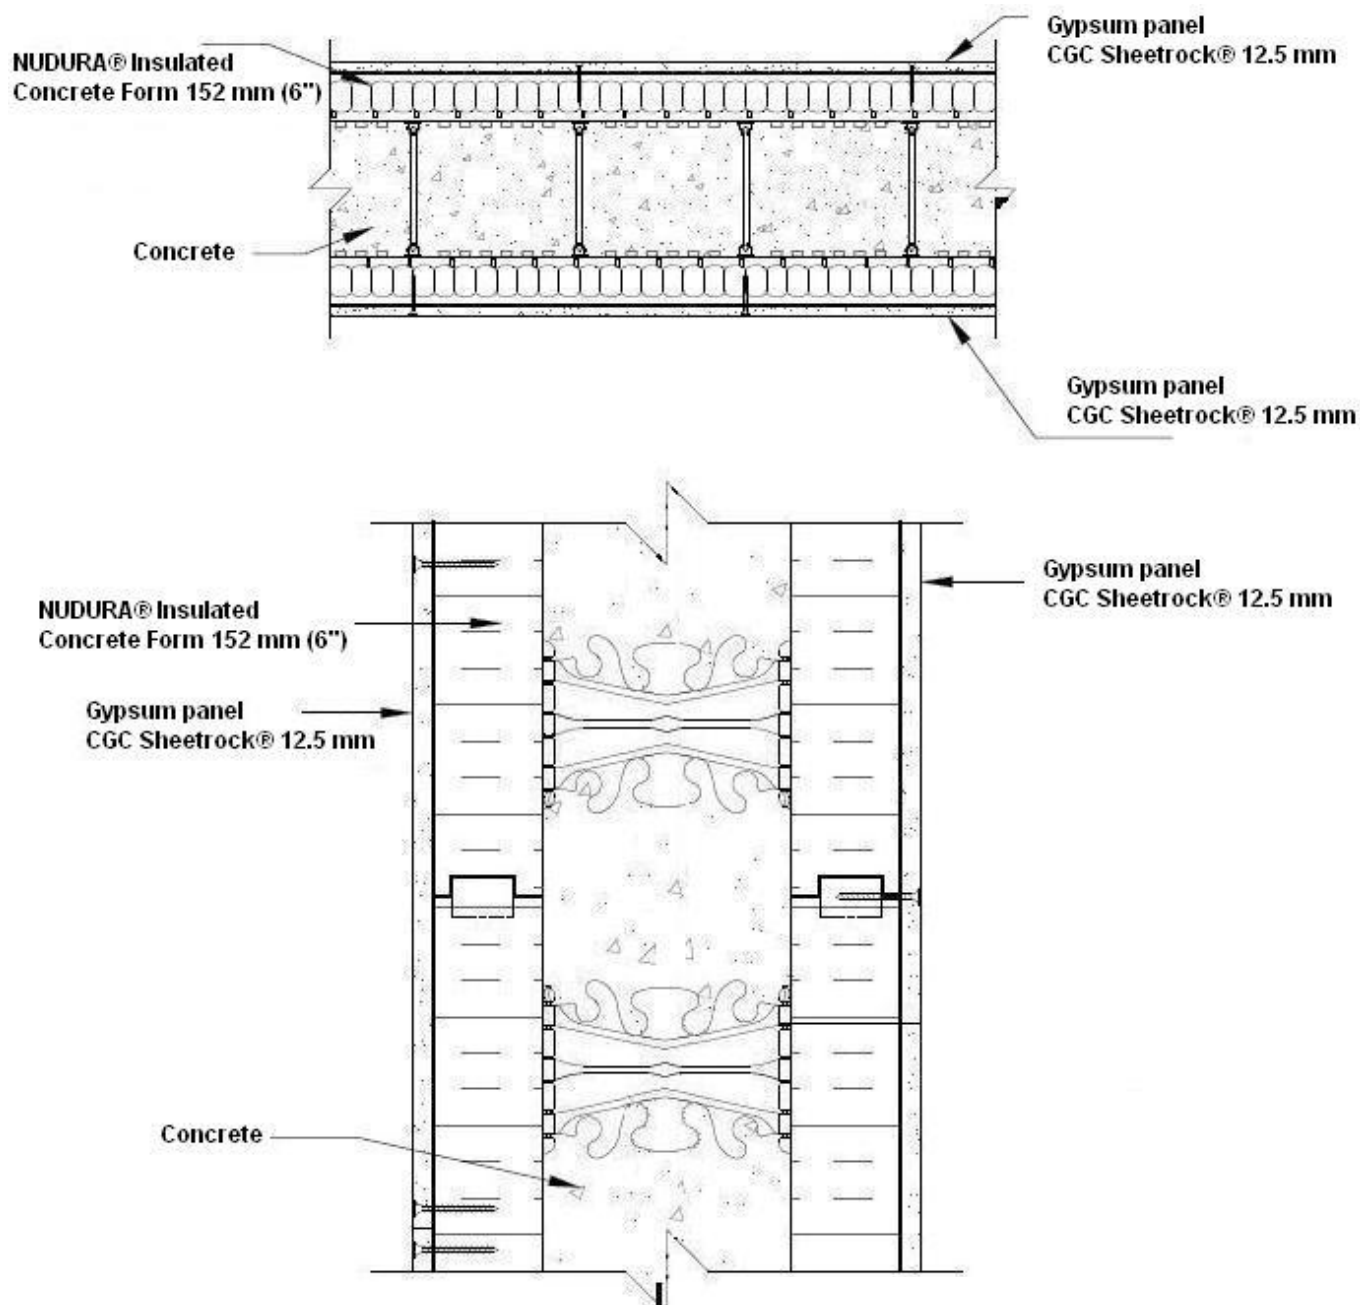 Gypsum panel
CGC Sheetrock® 12.5 mm
NUDURA® Insulated
Concrete Form 152 mm (6")
Concrete
Gypsum panel
CGC Sheetrock® 12.5 mm
Gypsum panel
CGC Sheetrock® 12.5 mm
NUDURA® Insulated
Concrete Form 152 mm (6")
Gypsum panel
CGC Sheetrock® 12.5 mm
Concrete